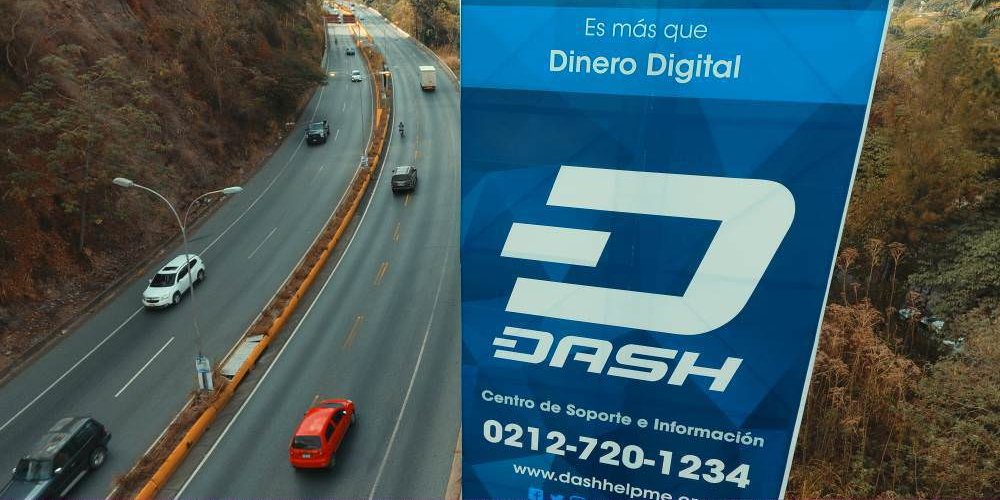 Es más que
Dinero Digital
DASH
Centro de Soporte e Información
0212-720-1234